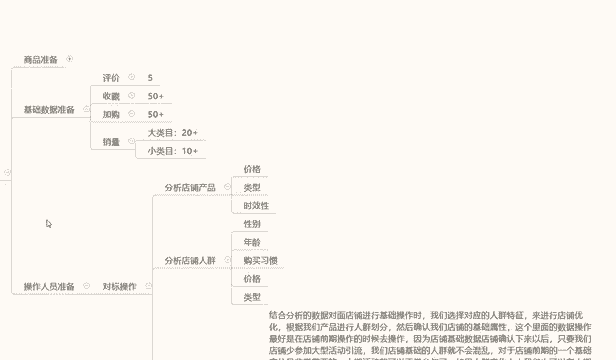 商品准备
评价 5
收藏 50+
基础数据准备
加购 50+
大类目：20+
销量
小类目：10+
价格
分析店铺产品 类型
时效性
性别
年龄
分析店铺人群 购买习惯
价格
操作人员准备 对标操作
类型
结合分析的数据对面店铺进行基础操作时，我们选择对应的人群特征，来进行店铺优
化，根据我们产品进行人群划分，然后确认我们店铺的基础属性，这个里面的数据操作
最好是在店铺前期操作的时候去操作，因为店铺基础数据店铺确认下来以后，只要我们
店铺少参加大型活动引流，我们店铺基础的人群就不会混乱，对于店铺前期的一个基础